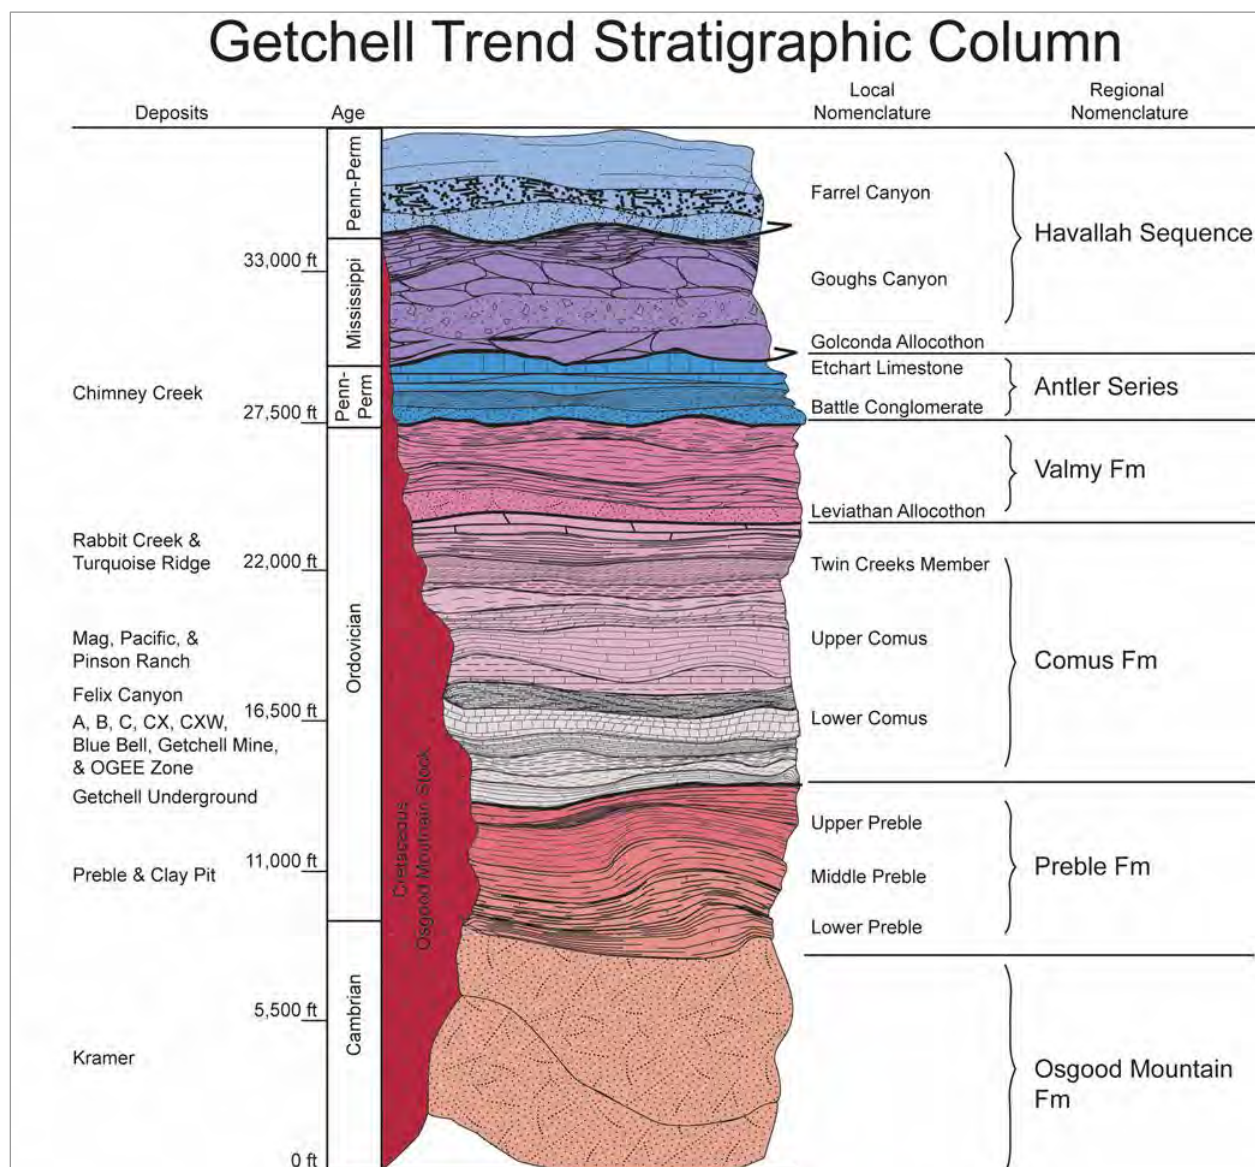 Getchell Trend Stratigraphic Column
Deposits
Age
Local
Nomenclature
Regional
Nomenclature
Penn-Perm
Farrel Canyon
Havallah Sequence
33,000 ft
Mississippi
Goughs Canyon
Golconda Allocothon
Etchart Limestone
Chimney Creek
Penn-
Perm
Antler Series
Battle Conglomerate
27,500 ft
Valmy Fm
Leviathan Allocothon
Rabbit Creek &
Turquoise Ridge
22,000 ft
Twin Creeks Member
Ordovician
Mag, Pacific, &
Pinson Ranch
Upper Comus
Comus Fm
Felix Canyon
16,500 ft
Lower Comus
A, B, C, CX, CXW,
Blue Bell, Getchell Mine,
& OGEE Zone
Getchell Underground
Cretaceous
Osgood Moutnain Stock
Upper Preble
Preble & Clay Pit
11,000 ft
Middle Preble
Preble Fm
Lower Preble
Cambrian
5,500 ft
Kramer
Osgood Mountain
Fm
0 ft